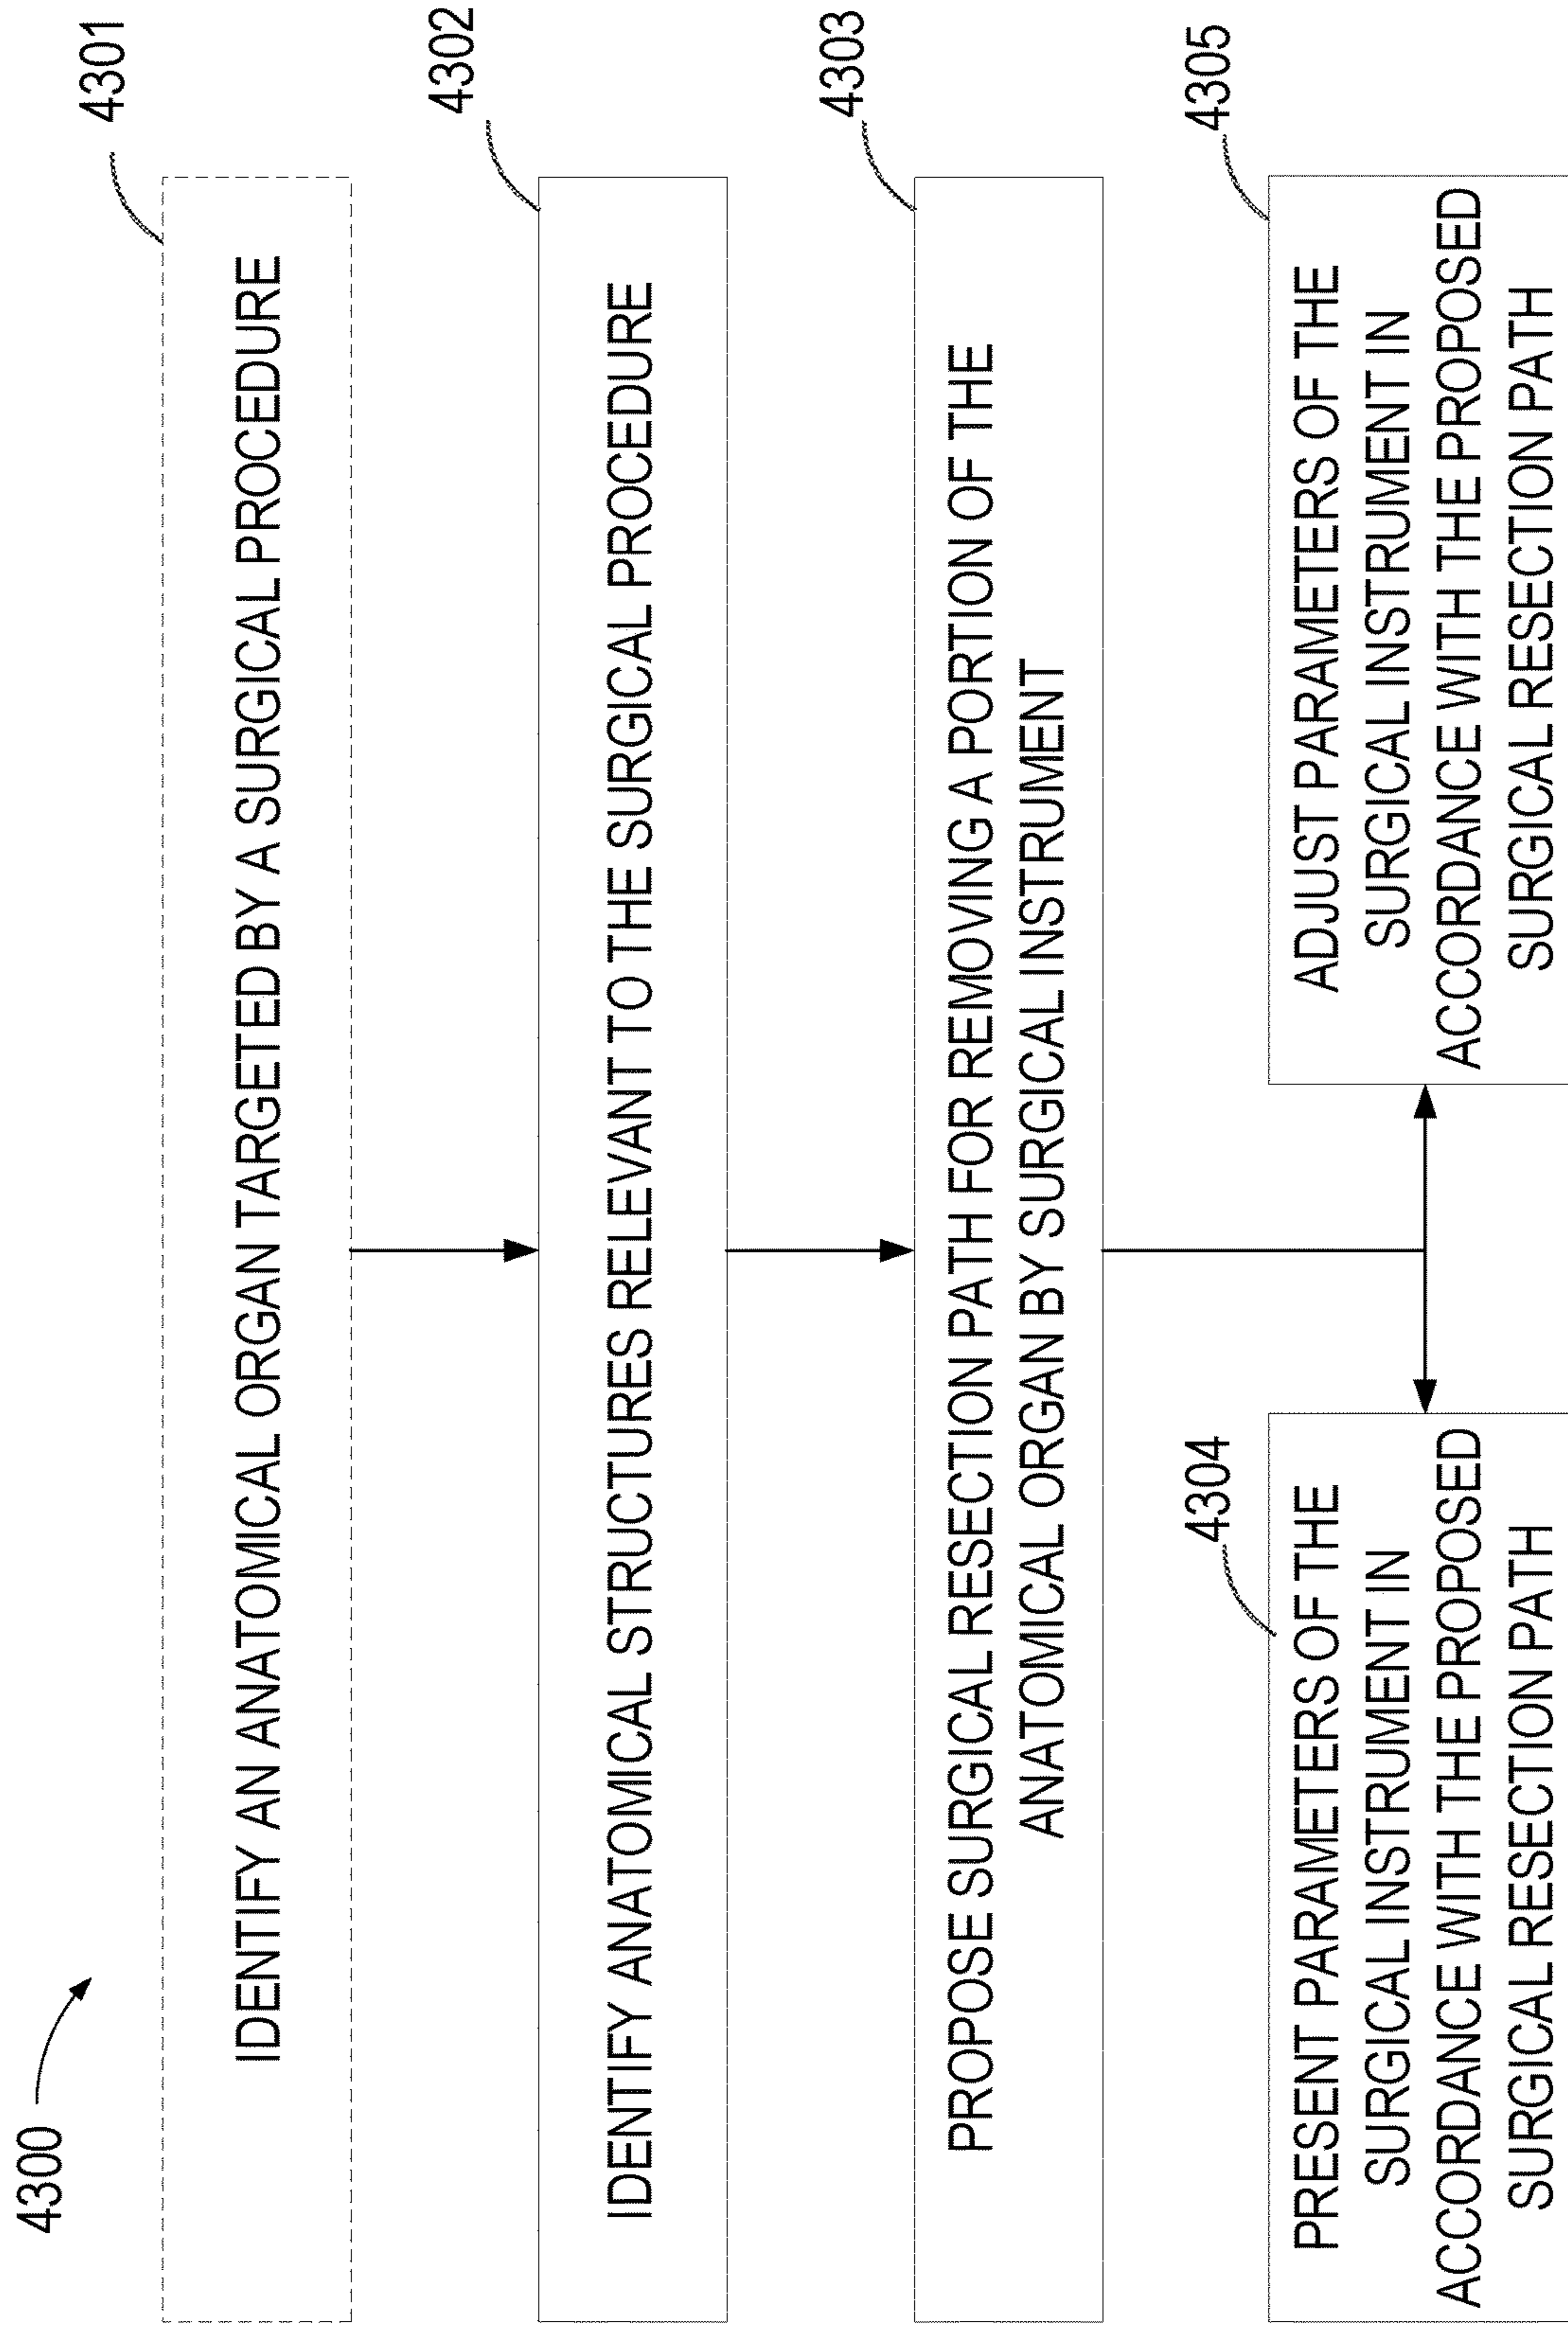 4300
4301
IDENTIFY AN ANATOMICAL ORGAN TARGETED BY A SURGICAL PROCEDURE
4302
IDENTIFY ANATOMICAL STRUCTURES RELEVANT TO THE SURGICAL PROCEDURE
4303
PROPOSE SURGICAL RESECTION PATH FOR REMOVING A PORTION OF THE
ANATOMICAL ORGAN BY SURGICAL INSTRUMENT
4304
PRESENT PARAMETERS OF THE
SURGICAL INSTRUMENT IN
ACCORDANCE WITH THE PROPOSED
SURGICAL RESECTION PATH
4305
ADJUST PARAMETERS OF THE
SURGICAL INSTRUMENT IN
ACCORDANCE WITH THE PROPOSED
SURGICAL RESECTION PATH